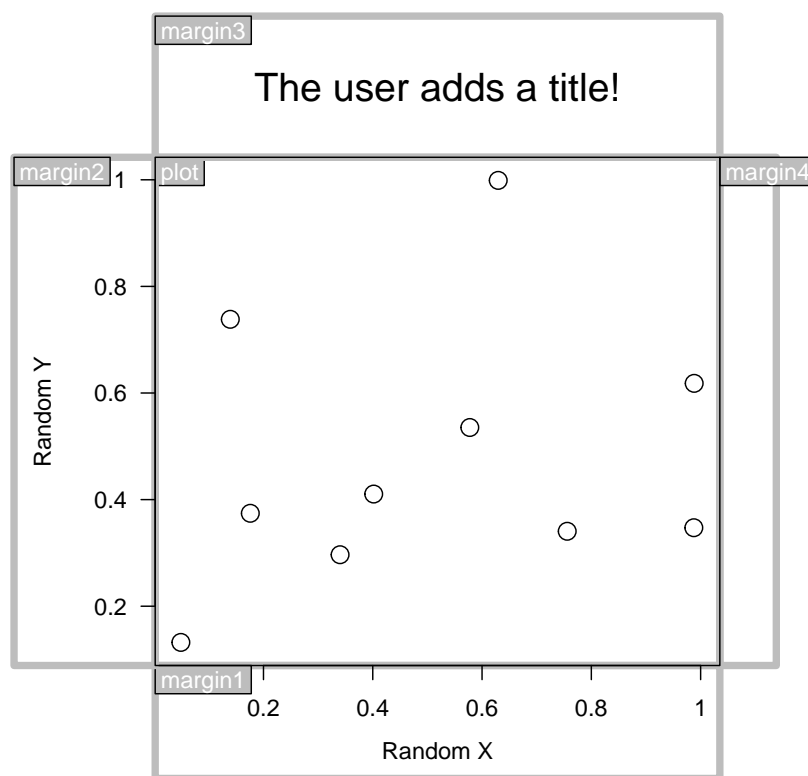 margin3
The user adds a title!
margin2
plot
margin4
1
0.8
0.6
0.4
0.2
Random Y
margin1
0.2 0.4 0.6 0.8 1
Random X